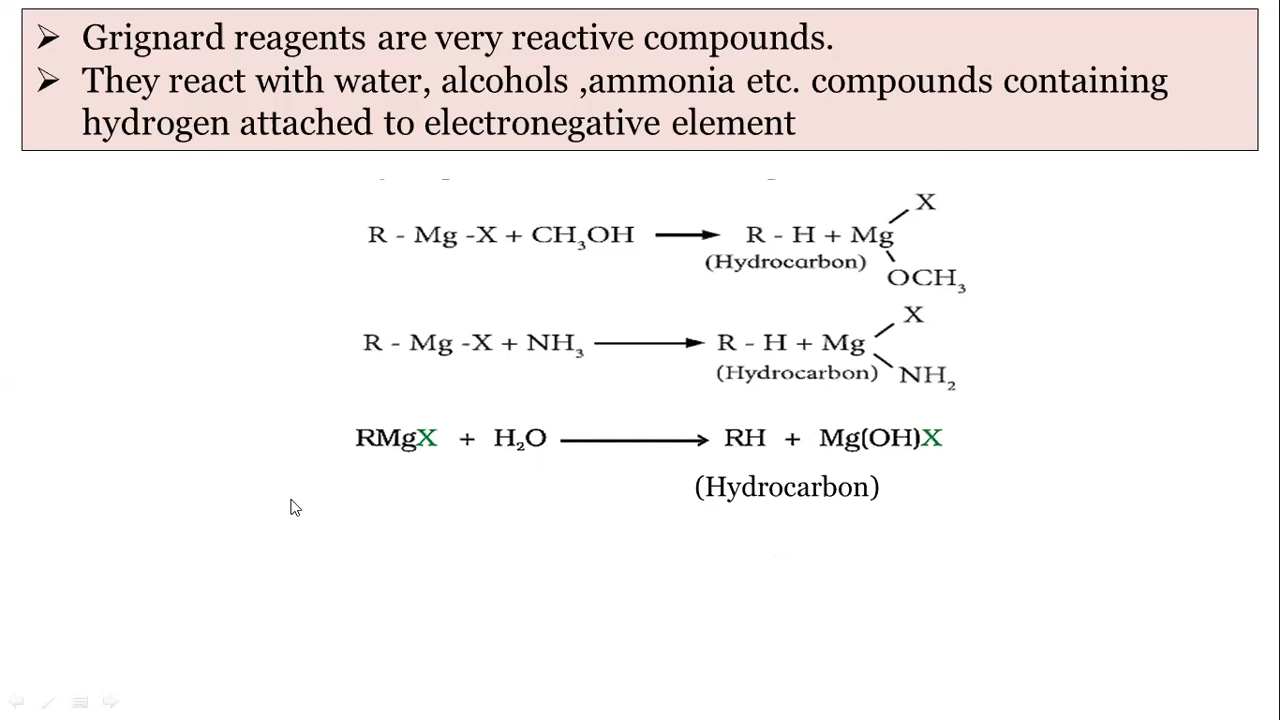 ➢ Grignard reagents are very reactive compounds.
➢ They react with water, alcohols ,ammonia etc. compounds containing
hydrogen attached to electronegative element
X
R - Mg -X + CH₃OH ⟶ R - H + Mg
(Hydrocarbon)
OCH₃
X
R - Mg -X + NH₃ ⟶ R - H + Mg
(Hydrocarbon) NH₂
RMgX + H₂O ⟶ RH + Mg(OH)X
(Hydrocarbon)